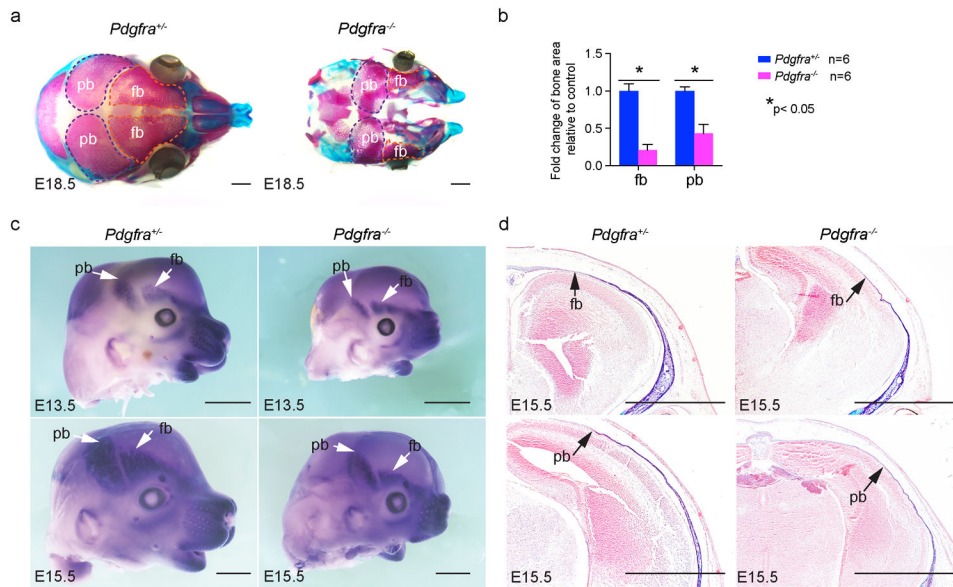 a
Pdgfra+/-
Pdgfra-/-
pb
fb
pb
fb
E18.5
pb
fb
pb
fb
E18.5
b
Fold change of bone area
relative to control
1.5
1.0
0.5
0.0
*
*
fb
pb
Pdgfra+/- n=6
Pdgfra-/- n=6
*p< 0.05
c
Pdgfra+/-
Pdgfra-/-
pb
fb
E13.5
pb
fb
E13.5
pb
fb
E15.5
pb
fb
E15.5
d
Pdgfra+/-
Pdgfra-/-
fb
E15.5
fb
E15.5
pb
E15.5
pb
E15.5